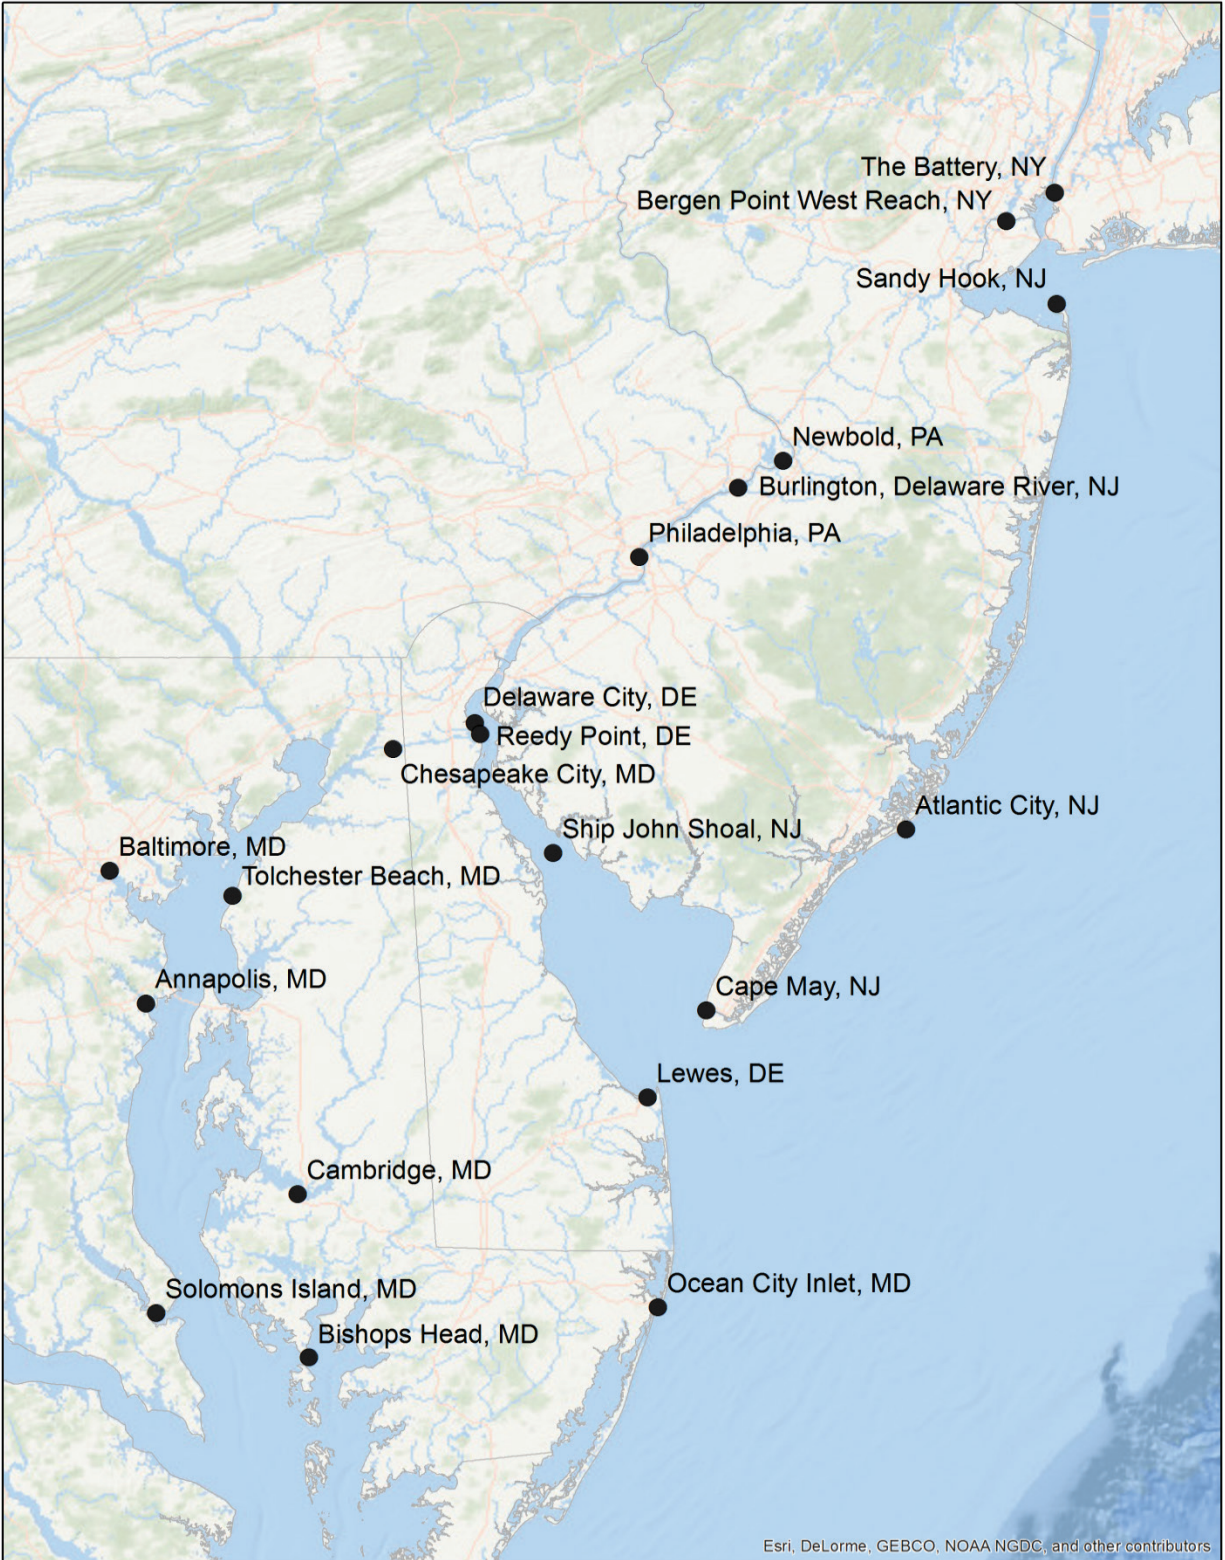 The Battery, NY
Bergen Point West Reach, NY
Sandy Hook, NJ
Newbold, PA
Burlington, Delaware River, NJ
Philadelphia, PA
Delaware City, DE
Reedy Point, DE
Chesapeake City, MD
Atlantic City, NJ
Ship John Shoal, NJ
Baltimore, MD
Tolchester Beach, MD
Annapolis, MD
Cape May, NJ
Lewes, DE
Cambridge, MD
Ocean City Inlet, MD
Solomons Island, MD
Bishops Head, MD
Esri, DeLorme, GEBCO, NOAA NGDC, and other contributors